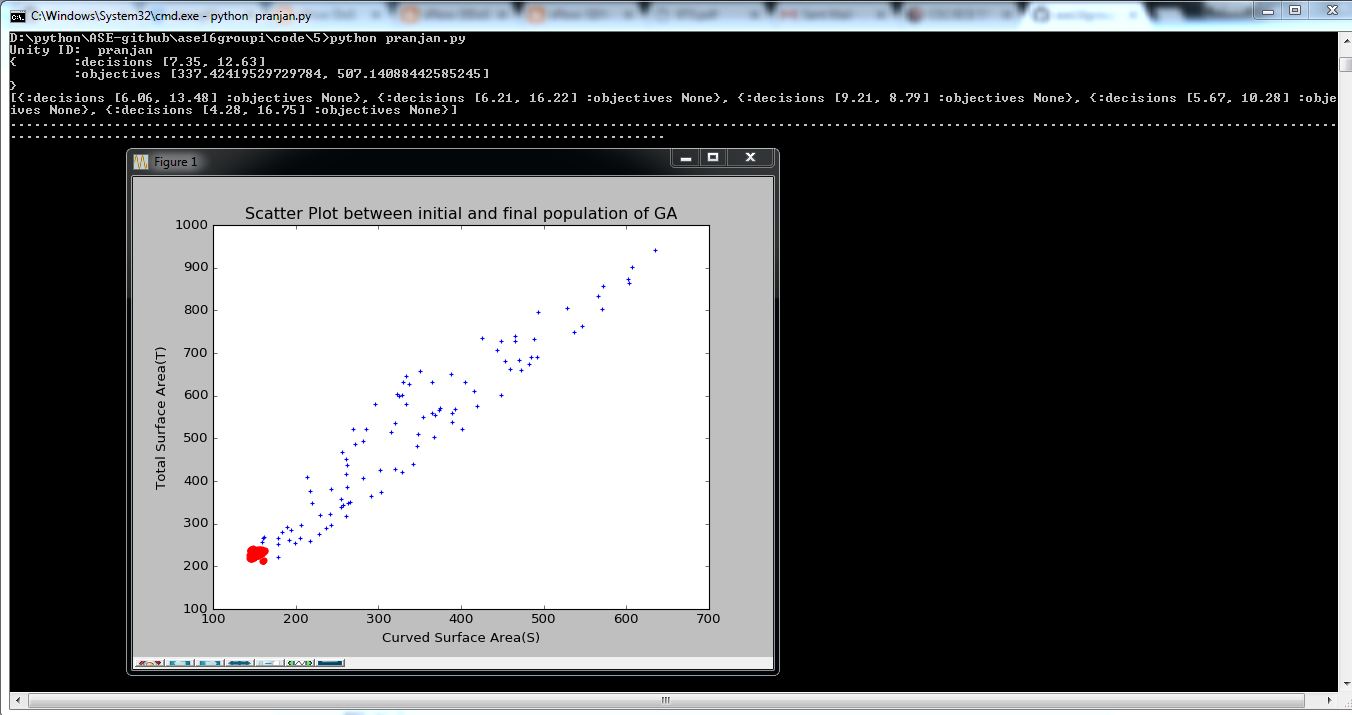 C:\Windows\System32\cmd.exe - python  pranjan.py
D:\python\ASE-github\ase16groupi\code\5>python pranjan.py
Unity ID:  pranjan
{       :decisions [7.35, 12.63]
        :objectives [337.42419529729784, 507.14088442585245]
}
[{:decisions [6.06, 13.48] :objectives None}, {:decisions [6.21, 16.22] :objectives None}, {:decisions [9.21, 8.79] :objectives None}, {:decisions [5.67, 10.28] :obje
ives None}, {:decisions [4.28, 16.75] :objectives None}]
Figure 1
Scatter Plot between initial and final population of GA
1000
900
800
700
600
500
400
300
200
100
Total Surface Area(T)
100 200 300 400 500 600 700
Curved Surface Area(S)